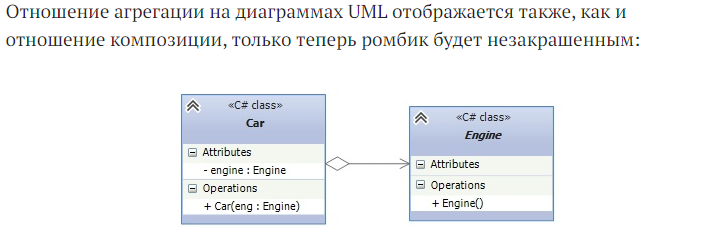 Отношение агрегации на диаграммах UML отображается также, как и
отношение композиции, только теперь ромбик будет незакрашенным:
«C# class»
Car
Attributes
- engine : Engine
Operations
+ Car(eng : Engine)
«C# class»
Engine
Attributes
Operations
+ Engine()